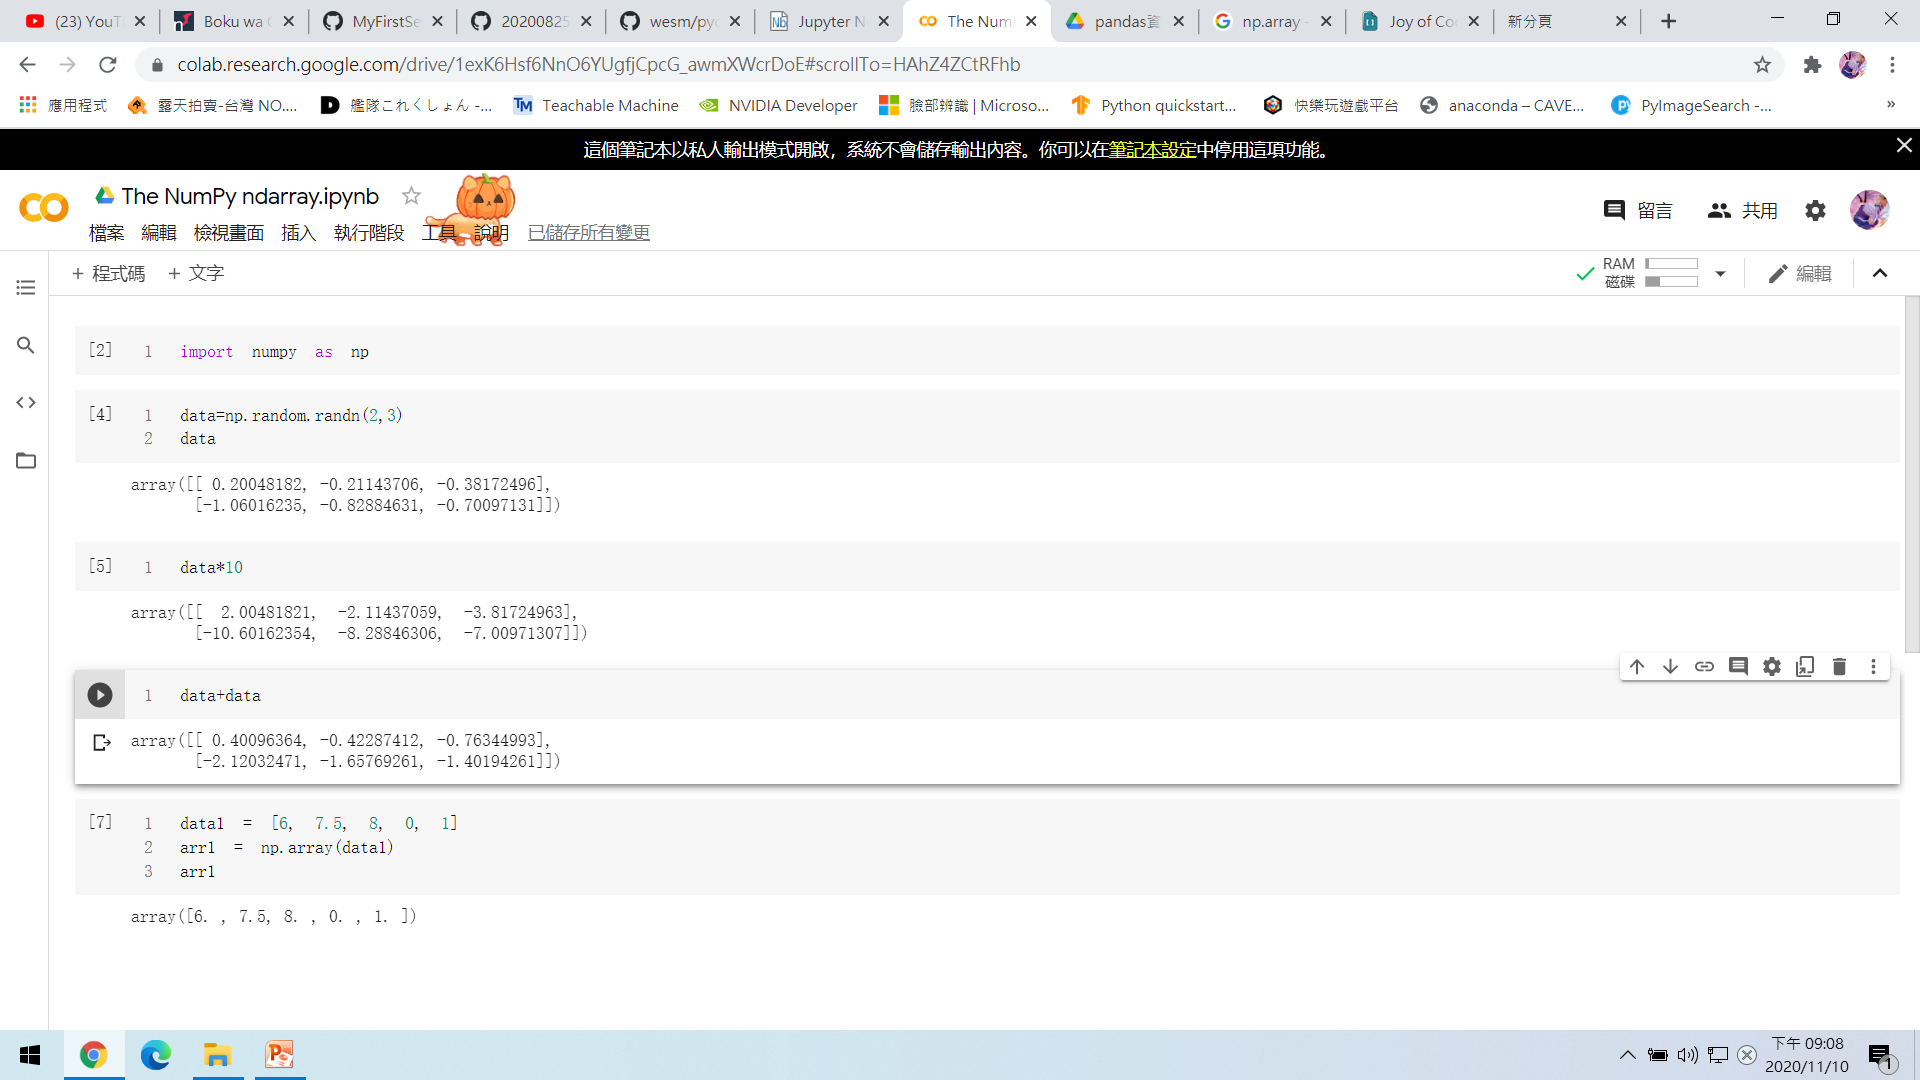 (23) YouT
Boku wa
MyFirstSe
20200825
wesm/pyd
Jupyter N
The Num
pandas資
np.array -
Joy of Co
新分頁
colab.research.google.com/drive/1exK6Hsf6NnO6YUgfjCpcG_awmXWcrDoE#scrollTo=HAhZ4ZCtRFhb
應用程式
露天拍賣-台灣 NO....
艦隊これくしょん -...
Teachable Machine
NVIDIA Developer
臉部辨識 | Microso...
Python quickstart...
快樂玩遊戲平台
anaconda – CAVE...
PyImageSearch -...
»
這個筆記本以私人輸出模式開啟，系統不會儲存輸出內容。你可以在筆記本設定中停用這項功能。
The NumPy ndarray.ipynb
留言
共用
檔案 編輯 檢視畫面 插入 執行階段 工具 說明 已儲存所有變更
+ 程式碼 + 文字
RAM
磁碟
編輯
[2] 1 import numpy as np
[4] 1 data=np.random.randn(2,3)
2 data
array([[ 0.20048182, -0.21143706, -0.38172496],
[-1.06016235, -0.82884631, -0.70097131]])
[5] 1 data*10
array([[ 2.00481821, -2.11437059, -3.81724963],
[-10.60162354, -8.28846306, -7.00971307]])
1 data+data
array([[ 0.40096364, -0.42287412, -0.76344993],
[-2.12032471, -1.65769261, -1.40194261]])
[7] 1 data1 = [6, 7.5, 8, 0, 1]
2 arr1 = np.array(data1)
3 arr1
array([6. , 7.5, 8. , 0. , 1. ])
下午 09:08
2020/11/10
1